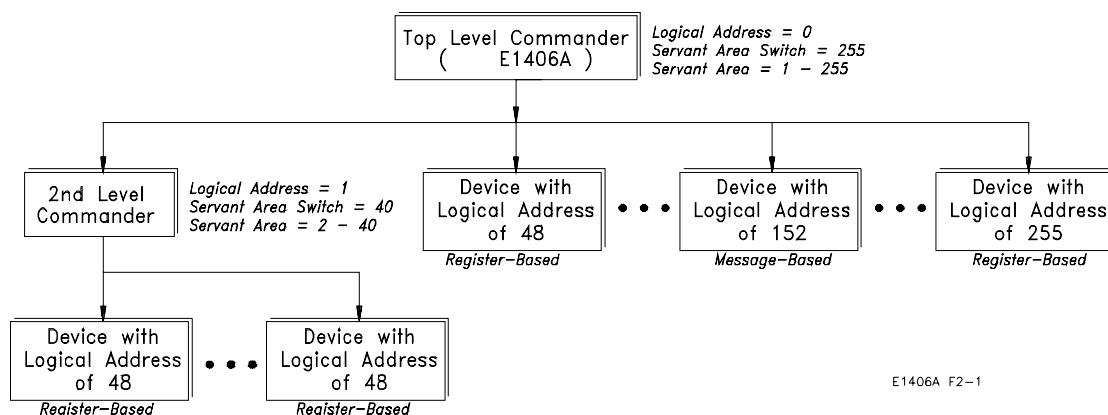 Top Level Commander
( E1406A )
Logical Address = 0
Servant Area Switch = 255
Servant Area = 1 - 255
2nd Level
Commander
Logical Address = 1
Servant Area Switch = 40
Servant Area = 2 - 40
Device with
Logical Address
of 48
Register-Based
Device with
Logical Address
of 152
Message-Based
Device with
Logical Address
of 255
Register-Based
Device with
Logical Address
of 48
Register-Based
Device with
Logical Address
of 48
Register-Based
E1406A F2-1